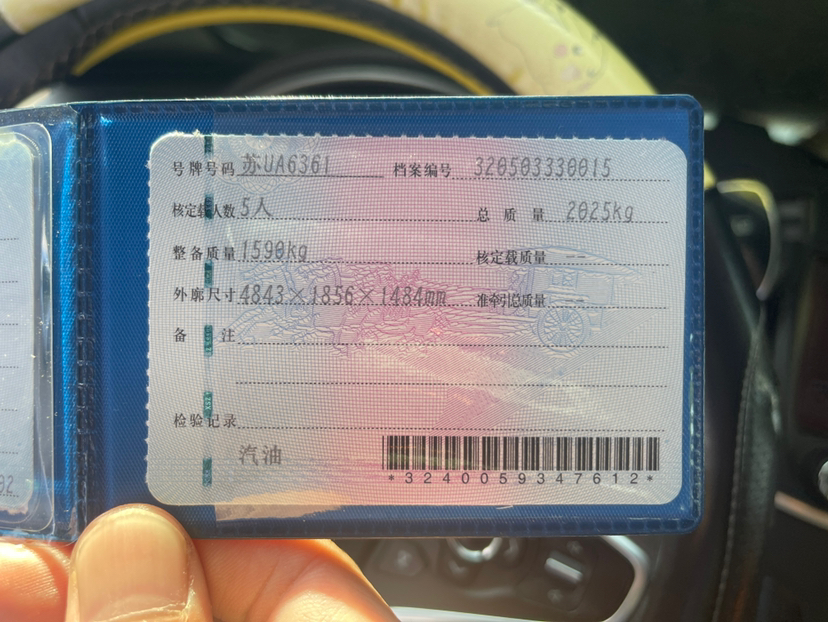 号牌号码 苏UA6361 档案编号 320503330015
核定载人数 5人 总质量 2025kg
整备质量 1590kg 核定载质量 --
外廓尺寸 4843×1856×1484mm 准牵引总质量 --
备注
检验记录
汽油
*3240059347612*